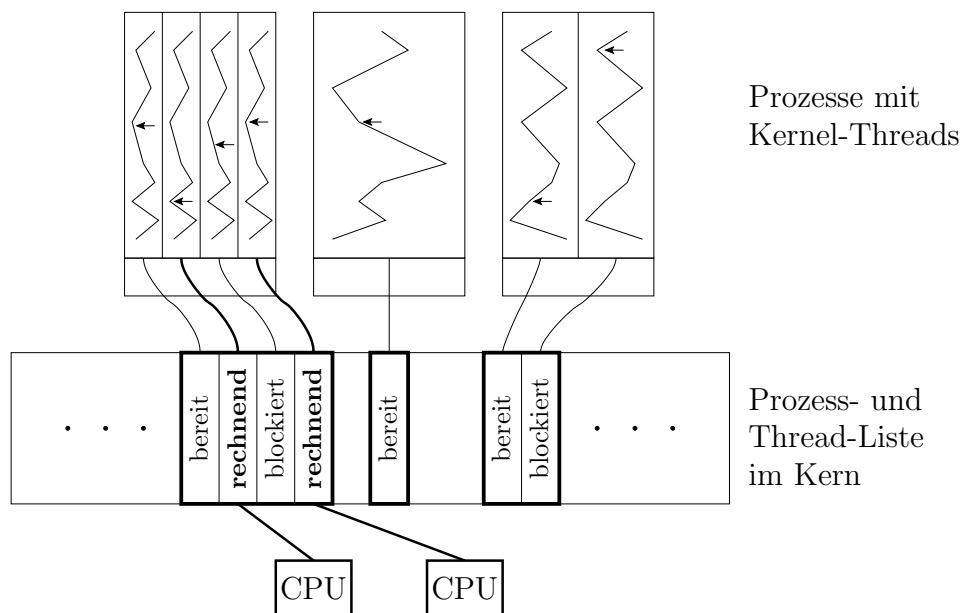 Prozesse mit
Kernel-Threads
bereit
rechnend
blockiert
rechnend
bereit
bereit
blockiert
. . .
. . .
Prozess- und
Thread-Liste
im Kern
CPU
CPU